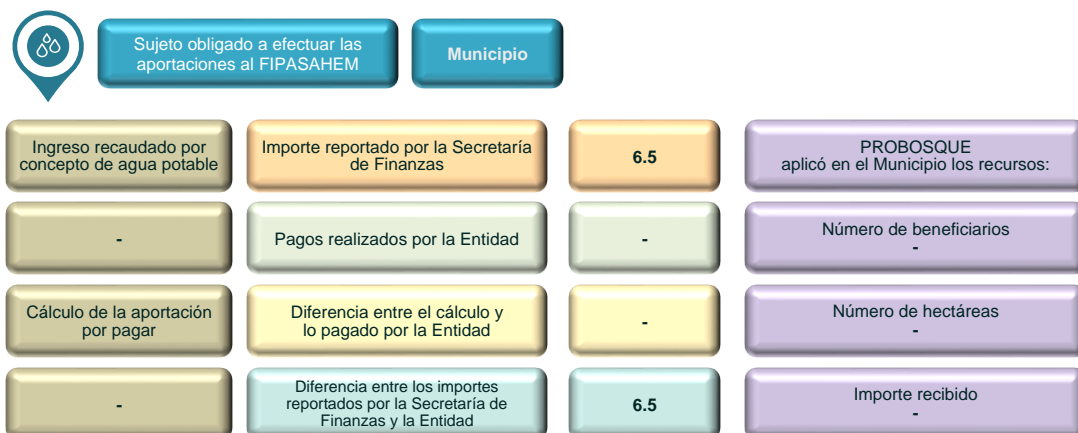 Sujeto obligado a efectuar las
aportaciones al FIPASAHEM
Municipio
Ingreso recaudado por
concepto de agua potable
Importe reportado por la Secretaría
de Finanzas
6.5
PROBOSQUE
aplicó en el Municipio los recursos:
-
Pagos realizados por la Entidad
-
Número de beneficiarios
-
Cálculo de la aportación
por pagar
Diferencia entre el cálculo y
lo pagado por la Entidad
-
Número de hectáreas
-
-
Diferencia entre los importes
reportados por la Secretaría de
Finanzas y la Entidad
6.5
Importe recibido
-